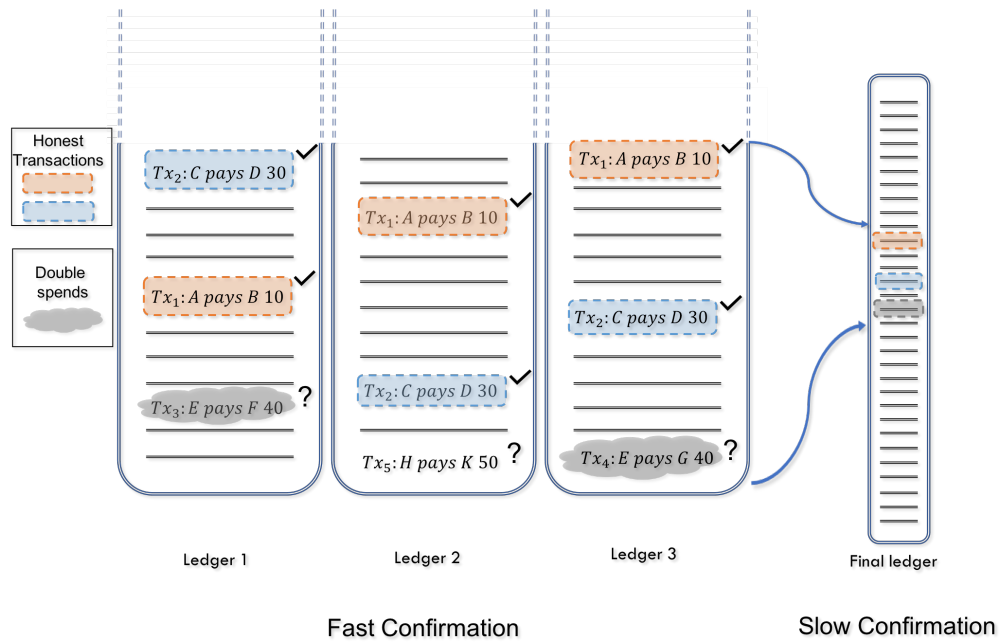 Honest
Transactions
Double
spends
Tx₂: C pays D 30
Tx₁: A pays B 10
Tx₃: E pays F 40 ?
Ledger 1
Tx₁: A pays B 10
Tx₂: C pays D 30
Tx₅: H pays K 50 ?
Ledger 2
Tx₁: A pays B 10
Tx₂: C pays D 30
Tx₄: E pays G 40 ?
Ledger 3
Final ledger
Fast Confirmation
Slow Confirmation